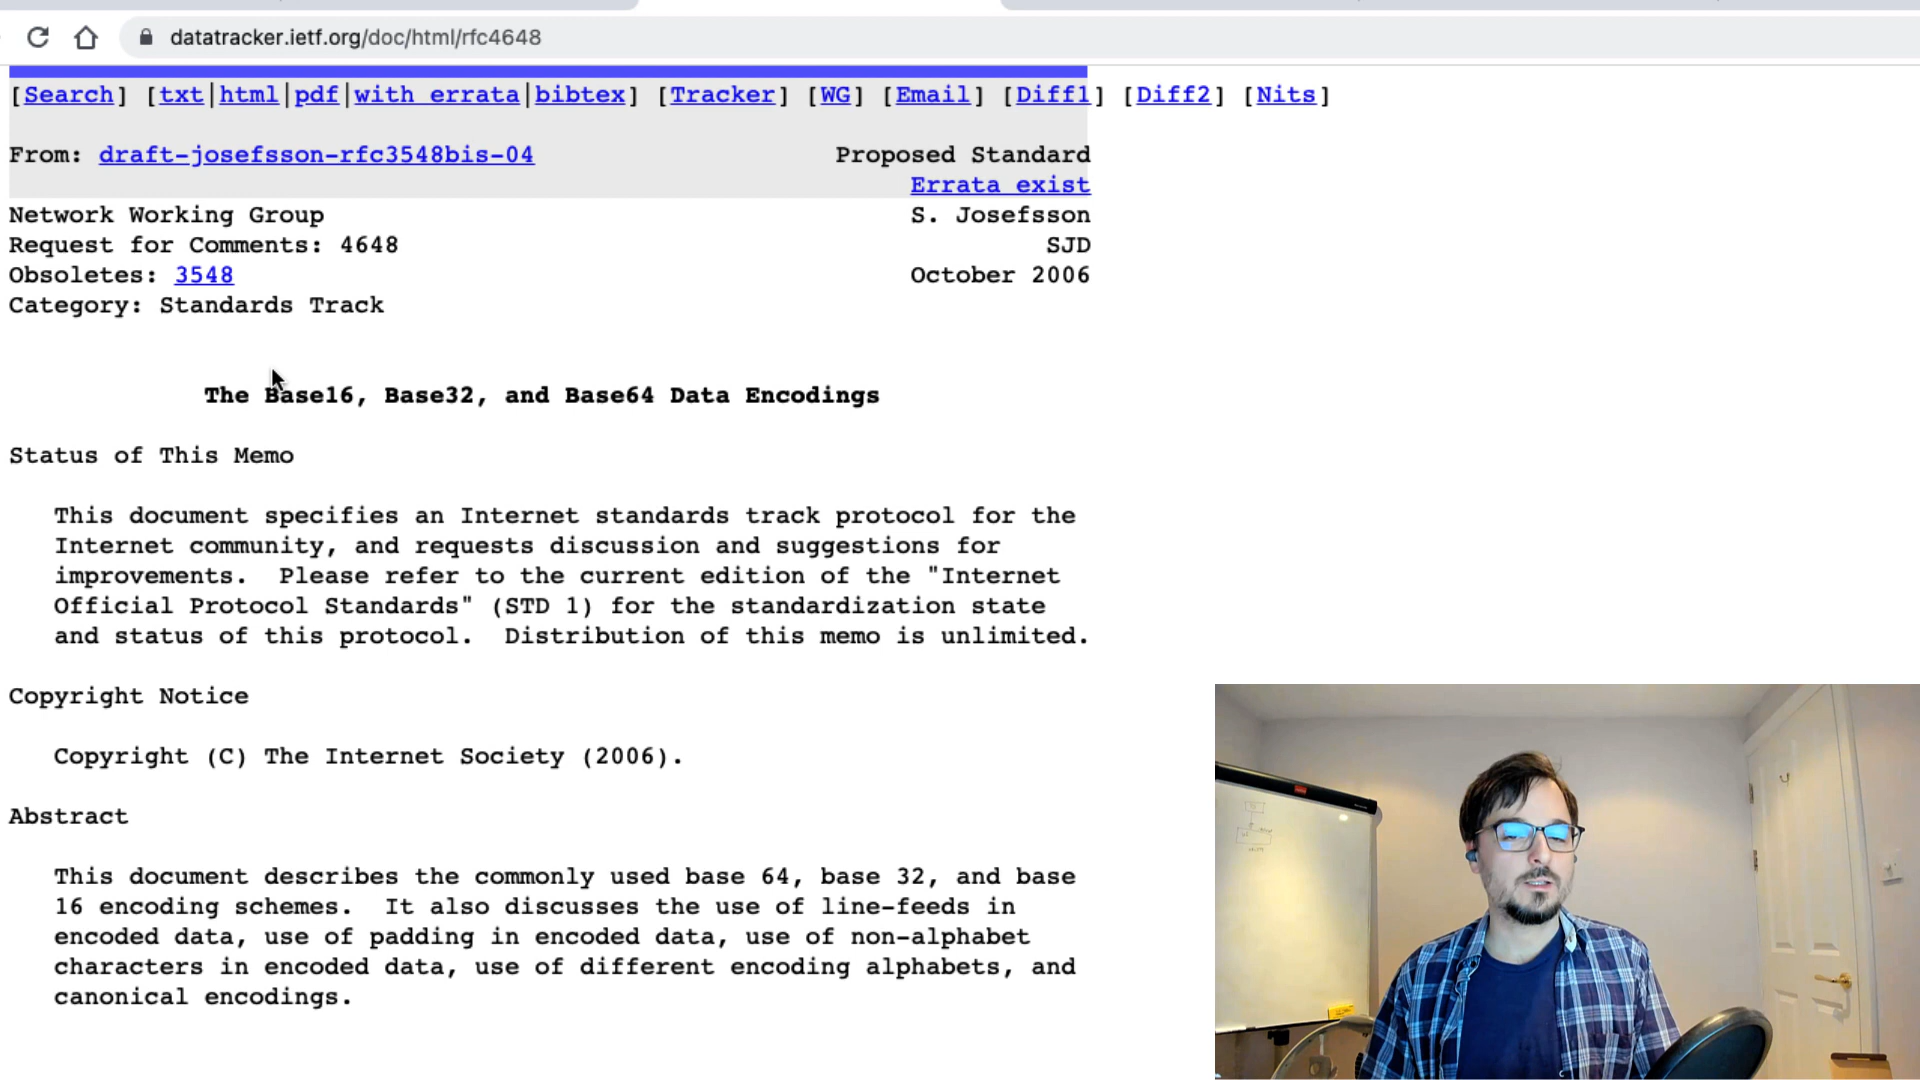 datatracker.ietf.org/doc/html/rfc4648
[Search] [txt|html|pdf|with errata|bibtex] [Tracker] [WG] [Email] [Diff1] [Diff2] [Nits]
From: draft-josefsson-rfc3548bis-04 Proposed Standard
Errata exist
Network Working Group S. Josefsson
Request for Comments: 4648 SJD
Obsoletes: 3548 October 2006
Category: Standards Track
The Base16, Base32, and Base64 Data Encodings
Status of This Memo
This document specifies an Internet standards track protocol for the
Internet community, and requests discussion and suggestions for
improvements. Please refer to the current edition of the "Internet
Official Protocol Standards" (STD 1) for the standardization state
and status of this protocol. Distribution of this memo is unlimited.
Copyright Notice
Copyright (C) The Internet Society (2006).
Abstract
This document describes the commonly used base 64, base 32, and base
16 encoding schemes. It also discusses the use of line-feeds in
encoded data, use of padding in encoded data, use of non-alphabet
characters in encoded data, use of different encoding alphabets, and
canonical encodings.